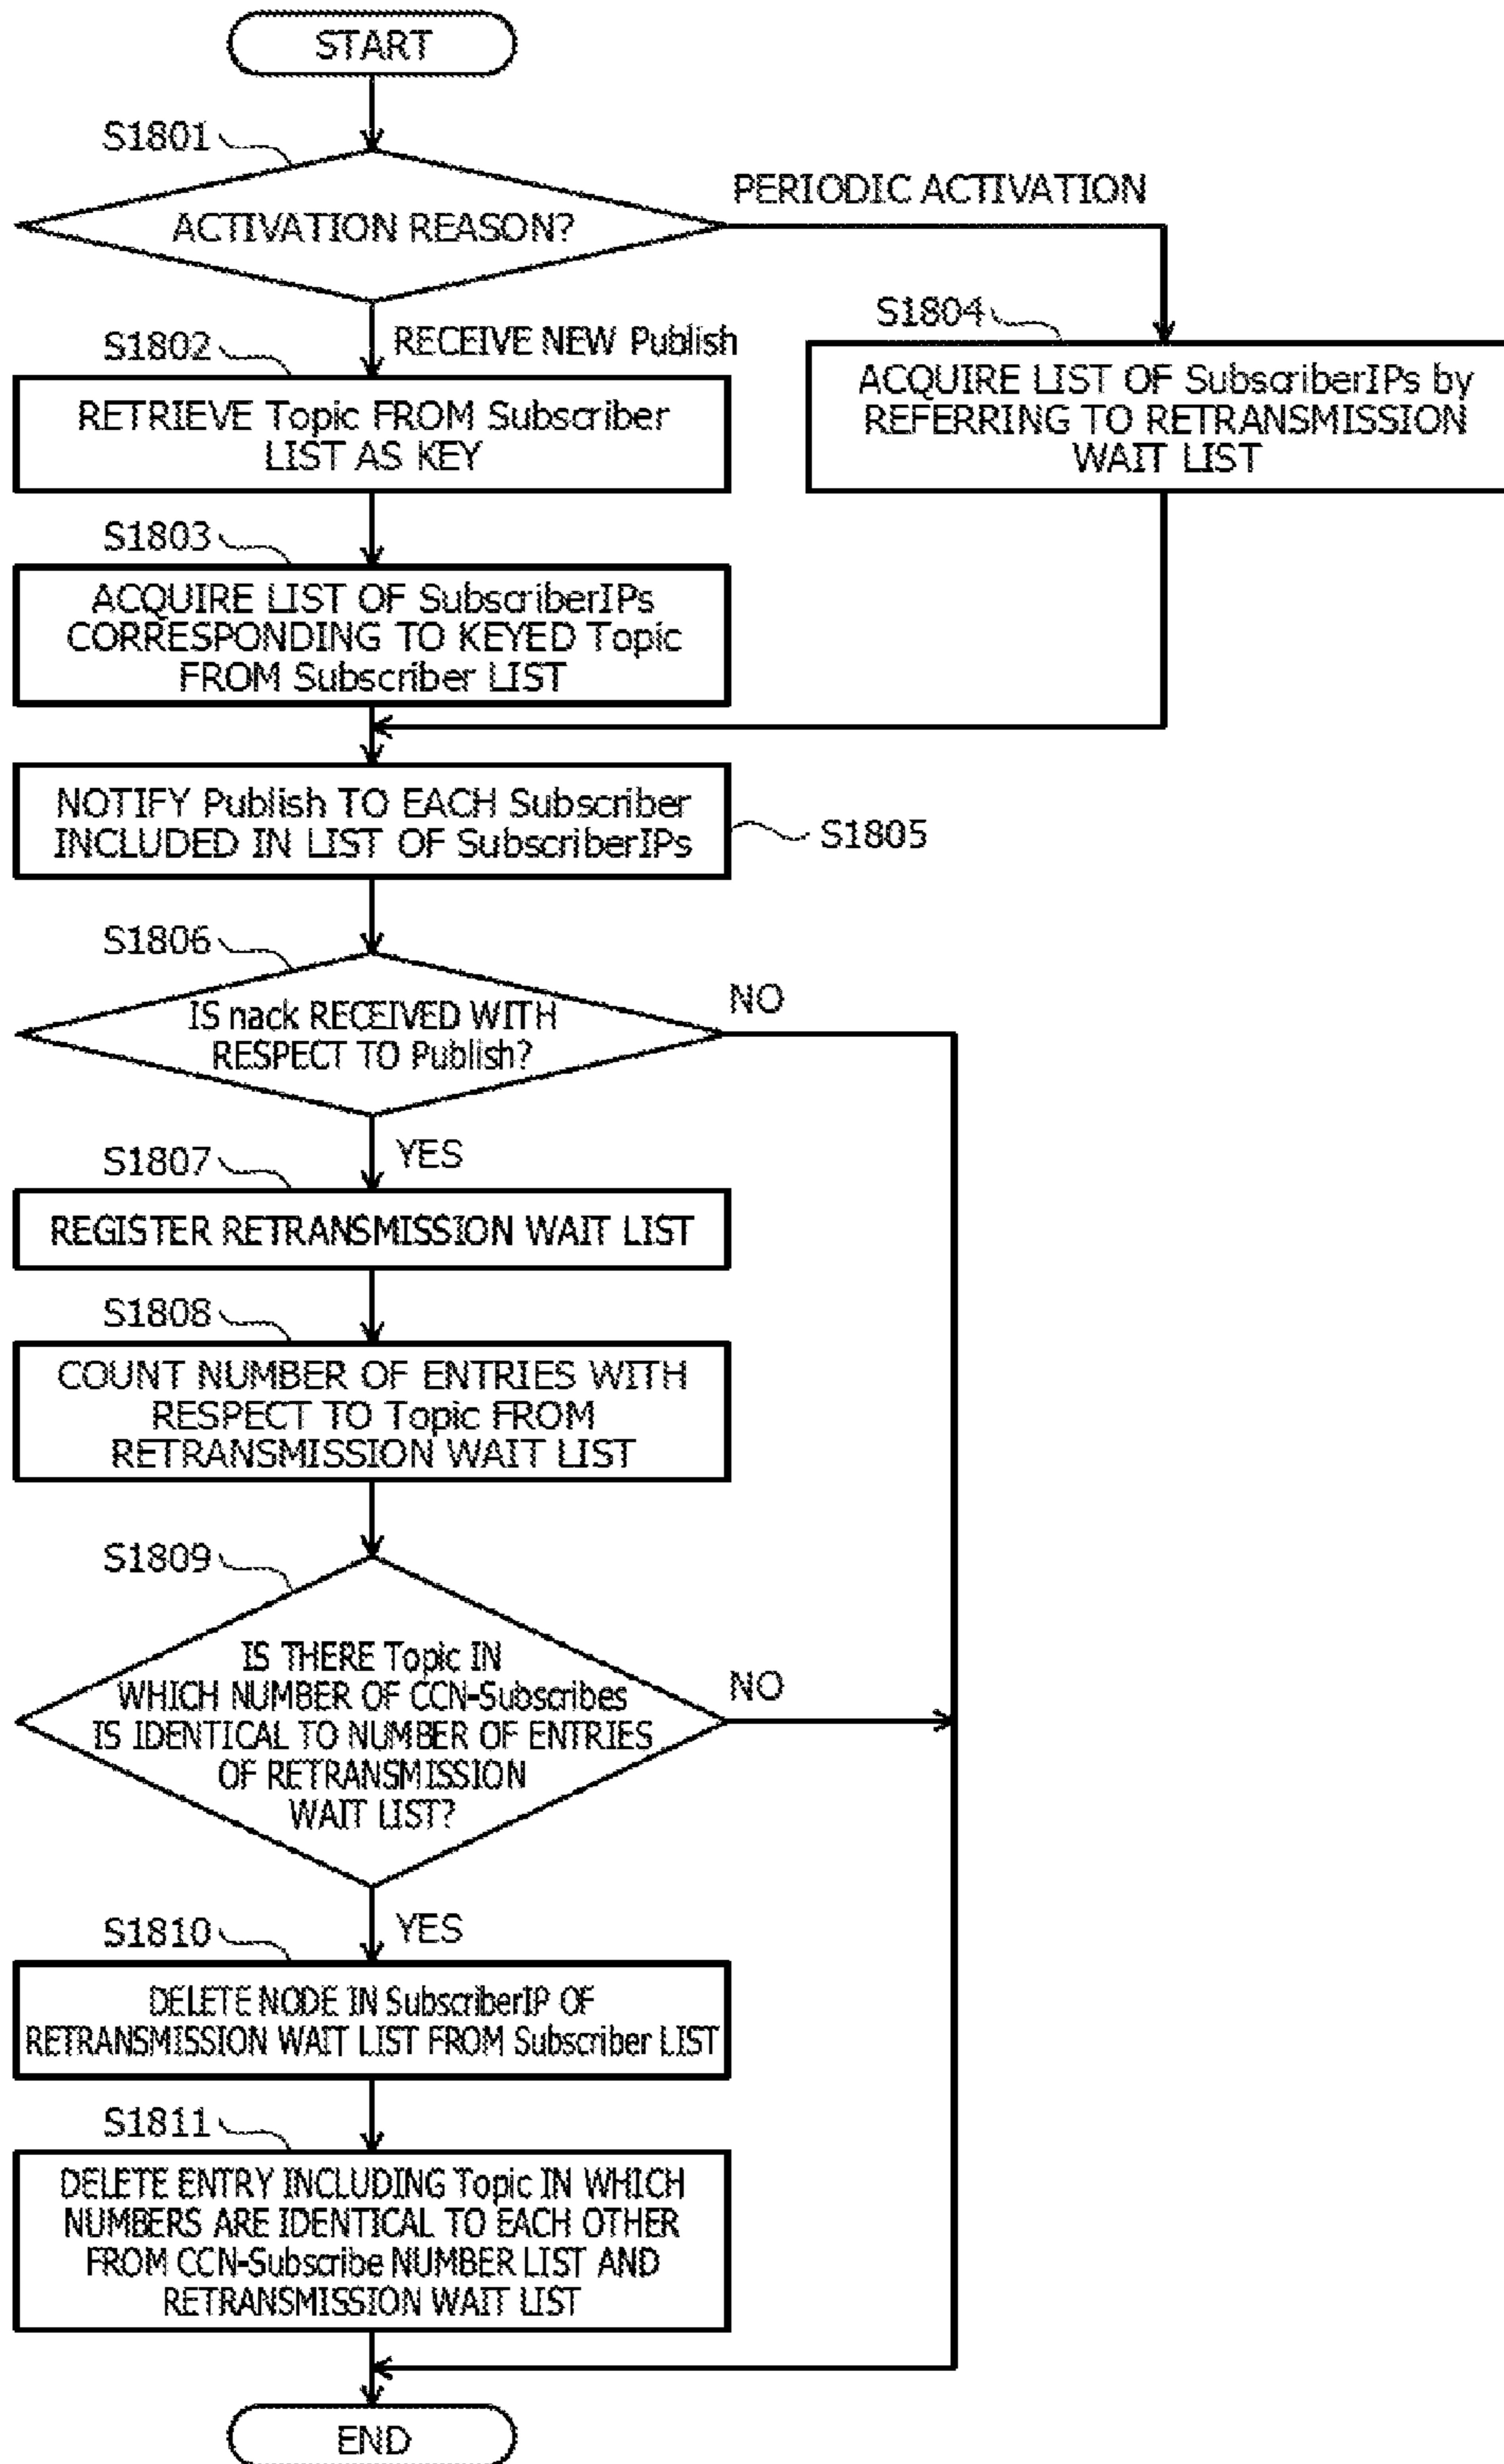 START
S1801
ACTIVATION REASON?
PERIODIC ACTIVATION
S1802
RECEIVE NEW Publish
RETRIEVE Topic FROM Subscriber
LIST AS KEY
S1804
ACQUIRE LIST OF SubscriberIPs by
REFERRING TO RETRANSMISSION
WAIT LIST
S1803
ACQUIRE LIST OF SubscriberIPs
CORRESPONDING TO KEYED Topic
FROM Subscriber LIST
NOTIFY Publish TO EACH Subscriber
INCLUDED IN LIST OF SubscriberIPs
S1805
S1806
IS nack RECEIVED WITH
RESPECT TO Publish?
NO
YES
S1807
REGISTER RETRANSMISSION WAIT LIST
S1808
COUNT NUMBER OF ENTRIES WITH
RESPECT TO Topic FROM
RETRANSMISSION WAIT LIST
S1809
IS THERE Topic IN
WHICH NUMBER OF CCN-Subscribes
IS IDENTICAL TO NUMBER OF ENTRIES
OF RETRANSMISSION
WAIT LIST?
NO
YES
S1810
DELETE NODE IN SubscriberIP OF
RETRANSMISSION WAIT LIST FROM Subscriber LIST
S1811
DELETE ENTRY INCLUDING Topic IN WHICH
NUMBERS ARE IDENTICAL TO EACH OTHER
FROM CCN-Subscribe NUMBER LIST AND
RETRANSMISSION WAIT LIST
END